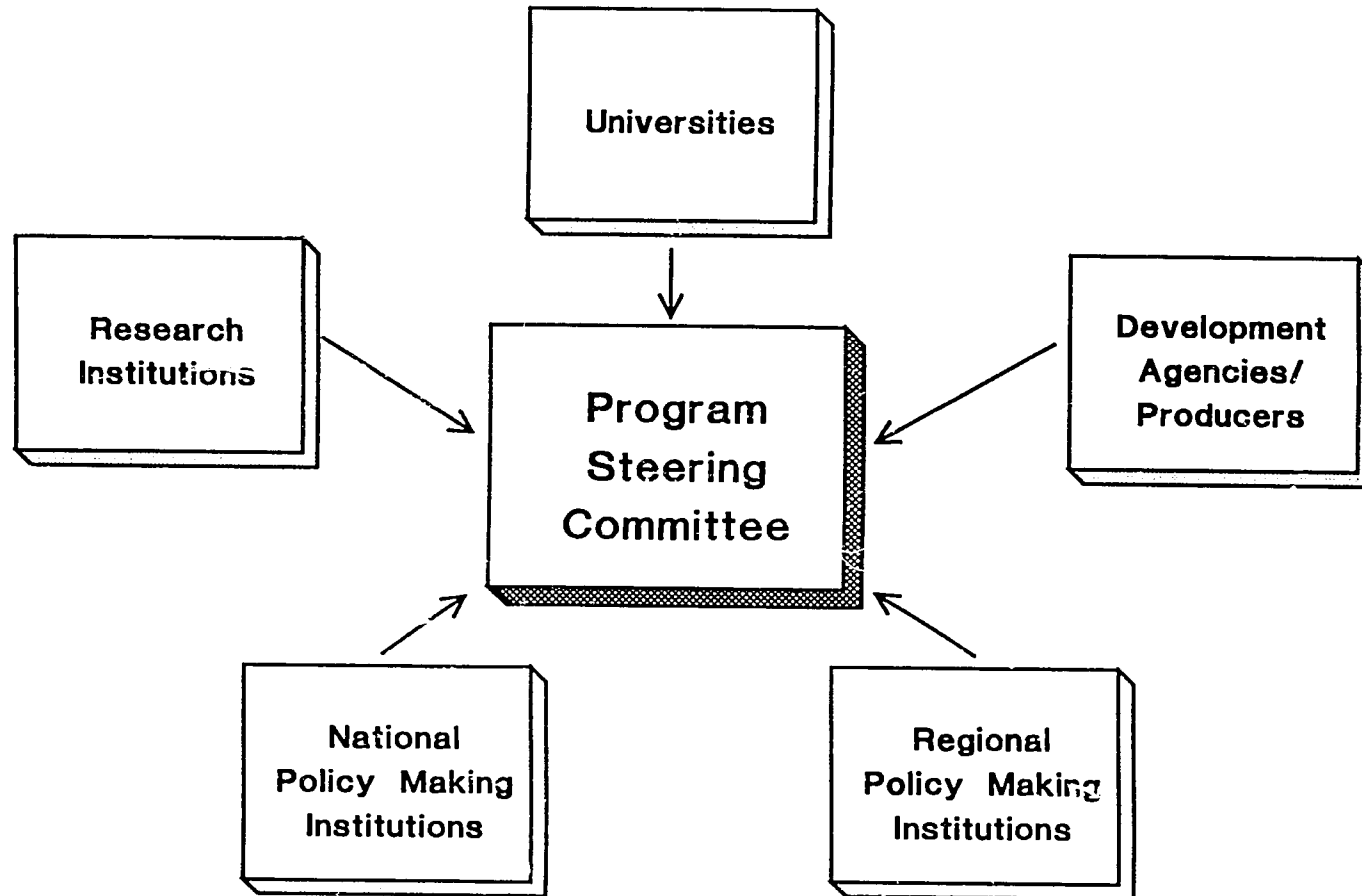 Universities
Research
Institutions
Development
Agencies/
Producers
Program
Steering
Committee
National
Policy Making
Institutions
Regional
Policy Making
Institutions